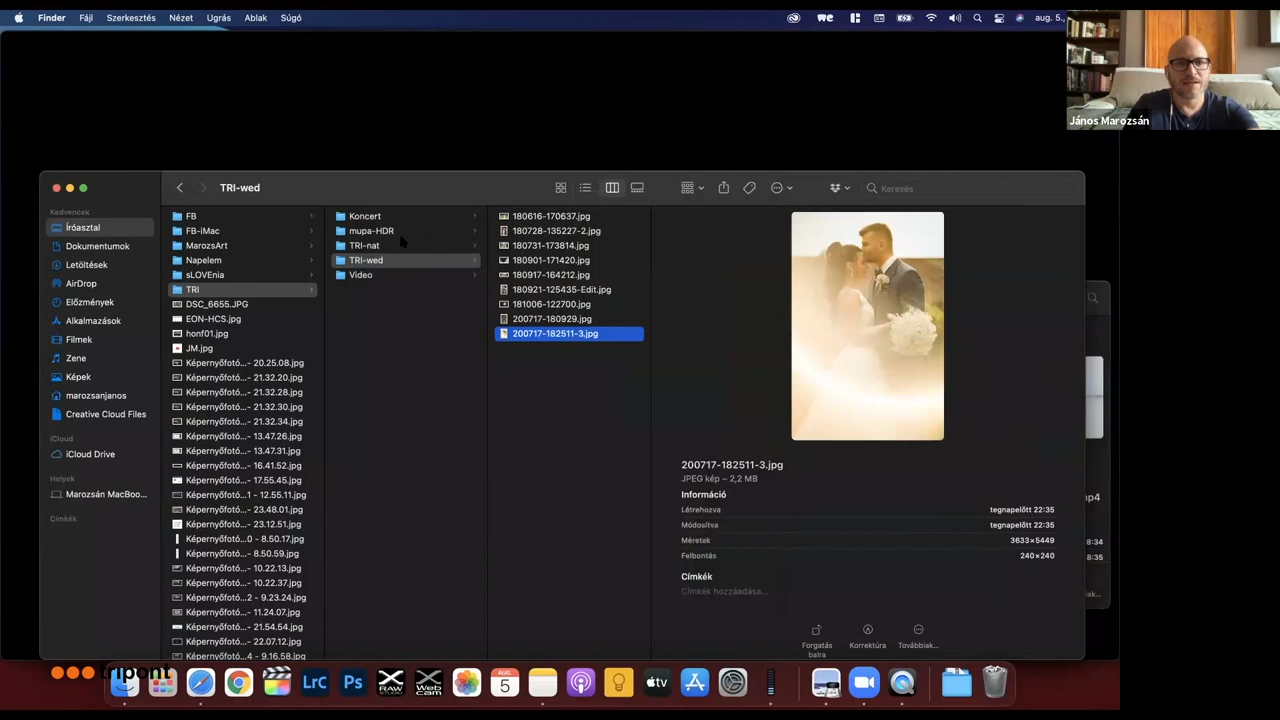 Finder Fájl Szerkesztés Nézet Ugrás Ablak Súgó aug. 5.,
János Marozsán
TRI-wed
Keresés
Kedvencek
Íróasztal
Dokumentumok
Letöltések
AirDrop
Előzmények
Alkalmazások
Filmek
Zene
Képek
marozsanjanos
Creative Cloud Files
iCloud
iCloud Drive
Helyek
Marozsán MacBoo...
Címkék
FB
FB-iMac
MarozsArt
Napelem
sLOVEnia
TRI
DSC_6655.JPG
EON-HCS.jpg
honf01.jpg
JM.jpg
Képernyőfotó...- 20.25.08.jpg
Képernyőfotó...- 21.32.20.jpg
Képernyőfotó...- 21.32.28.jpg
Képernyőfotó...- 21.32.30.jpg
Képernyőfotó...- 21.32.34.jpg
Képernyőfotó...- 13.47.26.jpg
Képernyőfotó...- 13.47.31.jpg
Képernyőfotó...- 16.41.52.jpg
Képernyőfotó...- 17.55.45.jpg
Képernyőfotó...1 - 12.55.11.jpg
Képernyőfotó...- 23.48.01.jpg
Képernyőfotó...- 23.12.51.jpg
Képernyőfotó...0 - 8.50.17.jpg
Képernyőfotó... - 8.50.59.jpg
Képernyőfotó...- 10.22.13.jpg
Képernyőfotó...- 10.22.37.jpg
Képernyőfotó...2 - 9.23.24.jpg
Képernyőfotó...- 11.24.07.jpg
Képernyőfotó...- 21.54.54.jpg
Képernyőfotó...- 22.07.12.jpg
Képernyőfotó...4 - 9.16.58.jpg
Koncert
mupa-HDR
TRI-nat
TRI-wed
Video
180616-170637.jpg
180728-135227-2.jpg
180731-173814.jpg
180901-171420.jpg
180917-164212.jpg
180921-125435-Edit.jpg
181006-122700.jpg
200717-180929.jpg
200717-182511-3.jpg
200717-182511-3.jpg
JPEG kép – 2,2 MB
Információ
Létrehozva tegnapelőtt 22:35
Módosítva tegnapelőtt 22:35
Méretek 3633×5449
Felbontás 240×240
Címkék
Címkék hozzáadása...
Forgatás balra
Korrektúra
Továbbiak...
np4
8:34
8:35
ak...
tripont
LrC
Ps
RAW
Web cam
AUG. 5
tv